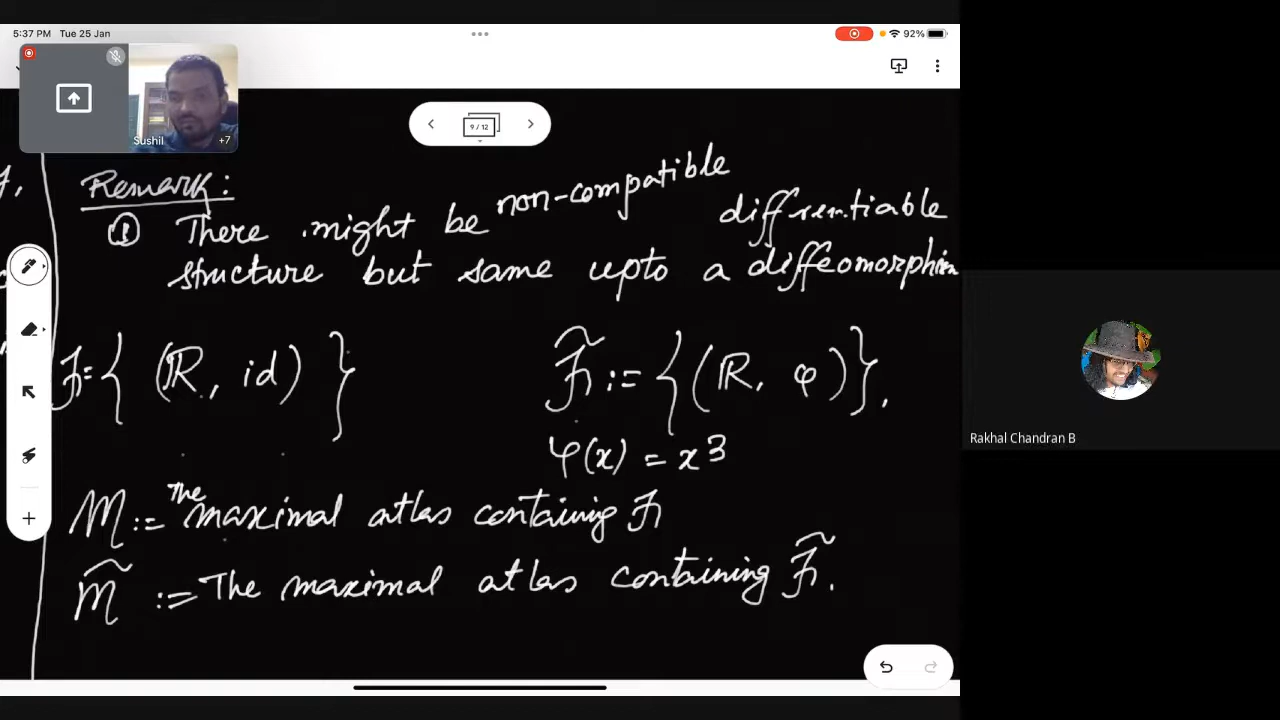 5:37 PM Tue 25 Jan
92%
Sushil
+7
9 / 12
Remark:
① There might be non-compatible differentiable
structure but same upto a diffeomorphism
F = { (ℝ, id) }
F̃ := { (ℝ, φ) },
φ(x) = x³
M := The maximal atlas containing F
M̃ := The maximal atlas containing F̃.
Rakhal Chandran B